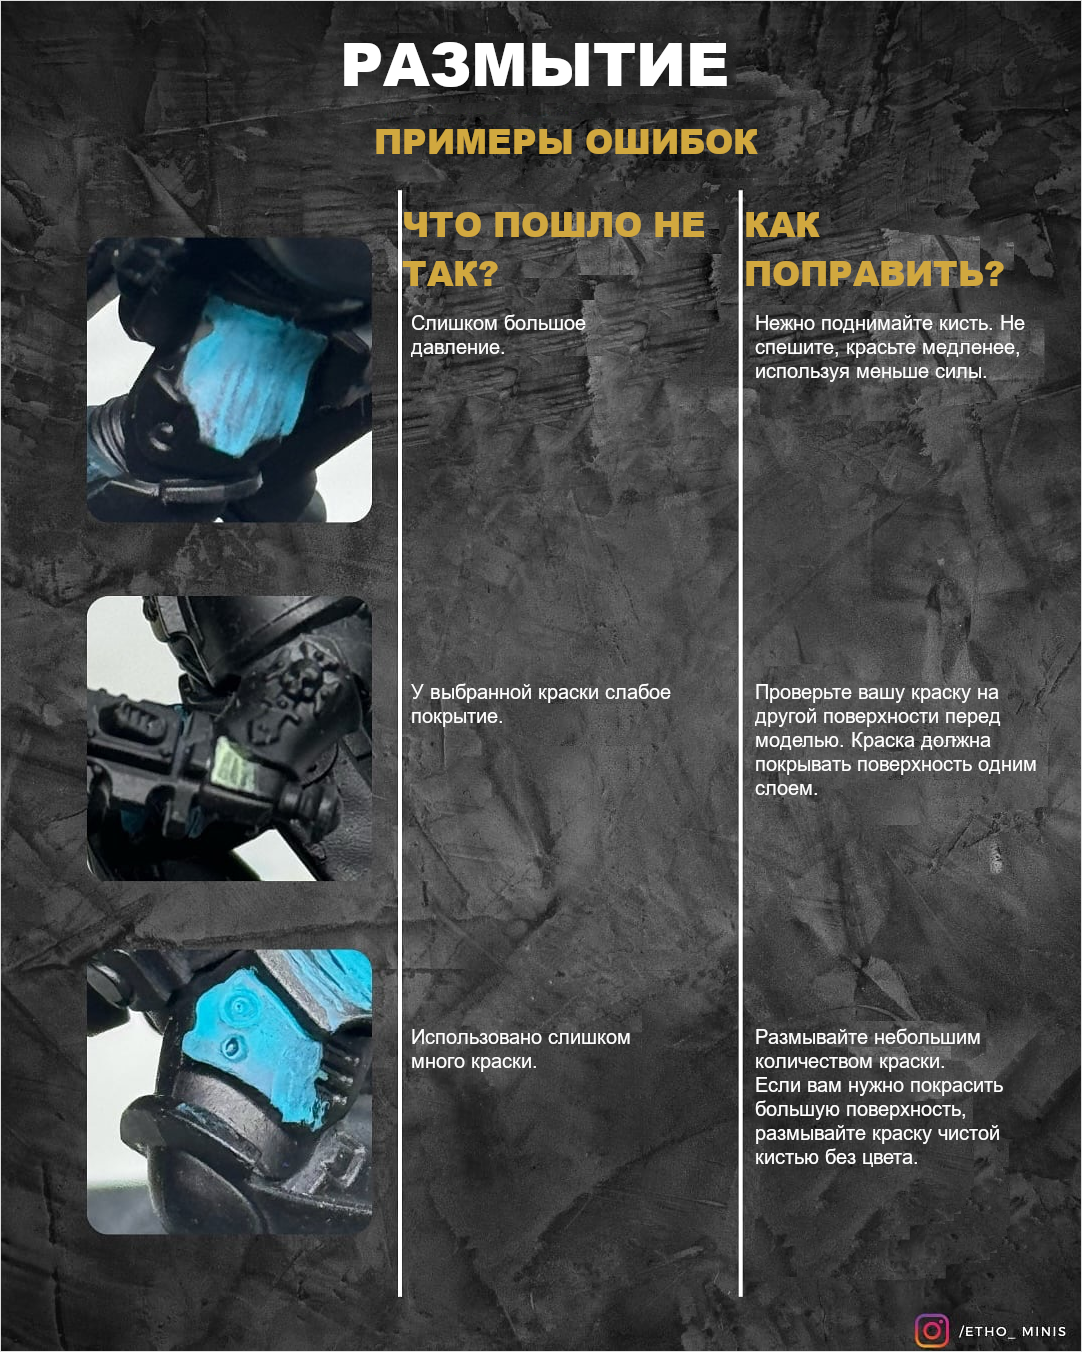 РАЗМЫТИЕ
ПРИМЕРЫ ОШИБОК
ЧТО ПОШЛО НЕ
ТАК?
КАК
ПОПРАВИТЬ?
Слишком большое
давление.
Нежно поднимайте кисть. Не
спешите, красьте медленее,
используя меньше силы.
У выбранной краски слабое
покрытие.
Проверьте вашу краску на
другой поверхности перед
моделью. Краска должна
покрывать поверхность одним
слоем.
Использовано слишком
много краски.
Размывайте небольшим
количеством краски.
Если вам нужно покрасить
большую поверхность,
размывайте краску чистой
кистью без цвета.
/ETHO_ MINIS